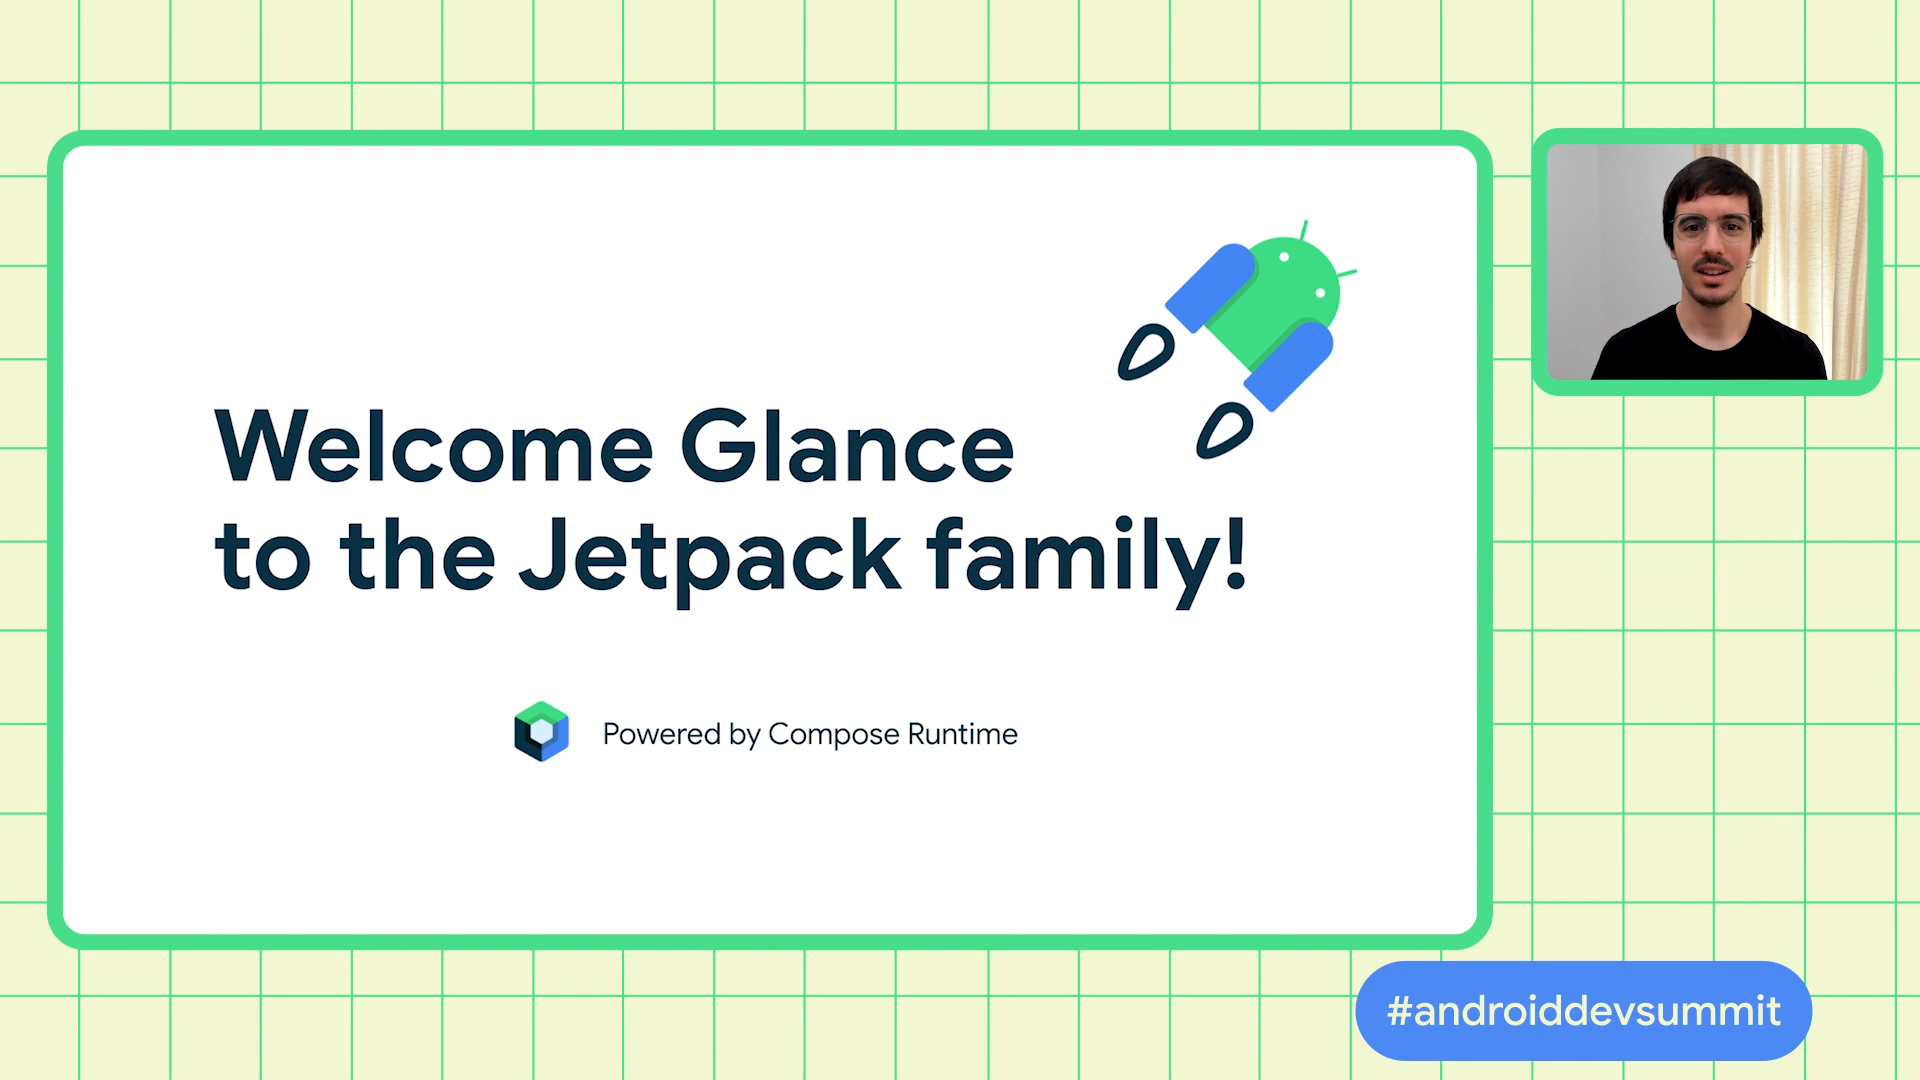 Welcome Glance
to the Jetpack family!
Powered by Compose Runtime
#androiddevsummit